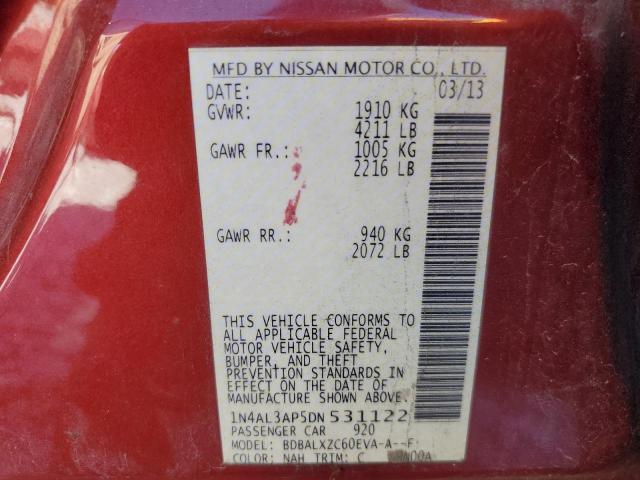 MFD BY NISSAN MOTOR CO., LTD.
DATE: 03/13
GVWR: 1910 KG
4211 LB
GAWR FR.: 1005 KG
2216 LB
GAWR RR.: 940 KG
2072 LB
THIS VEHICLE CONFORMS TO
ALL APPLICABLE FEDERAL
MOTOR VEHICLE SAFETY,
BUMPER, AND THEFT
PREVENTION STANDARDS IN
EFFECT ON THE DATE OF
MANUFACTURE SHOWN ABOVE.
1N4AL3AP5DN531122
PASSENGER CAR 920
MODEL: BDBALXZC60EVA-A--F
COLOR: NAH TRIM: C